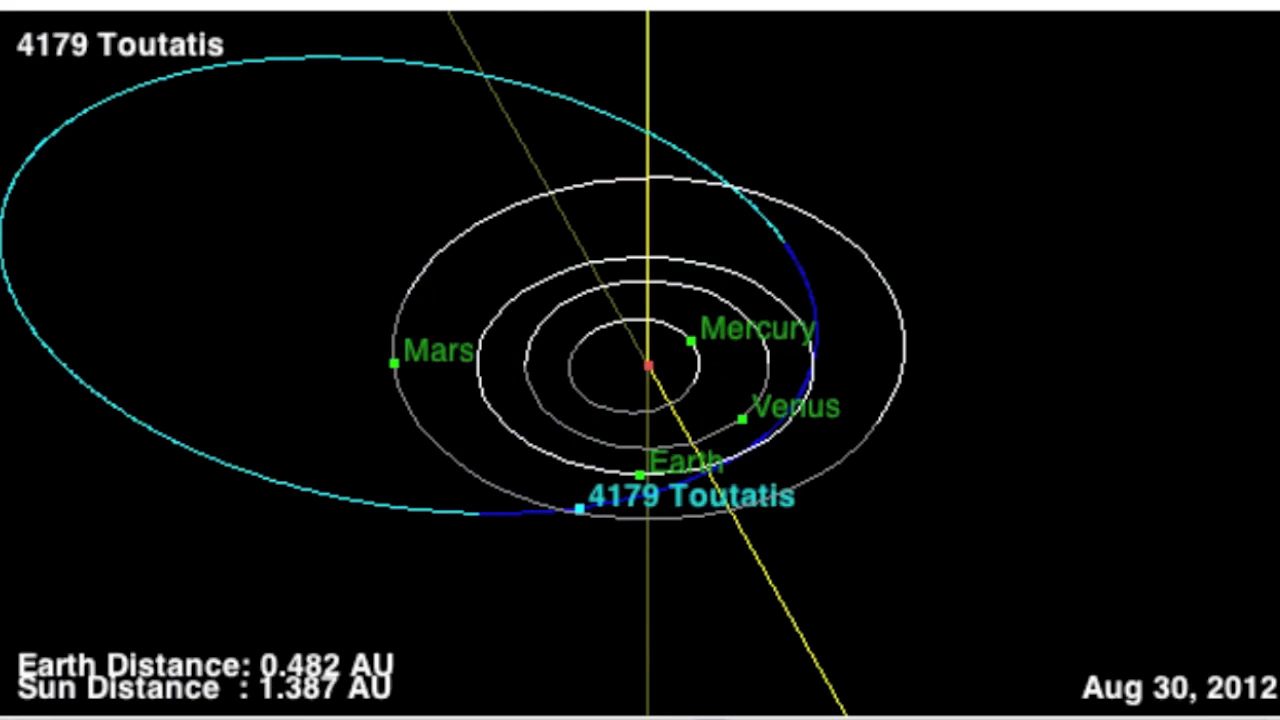 4179 Toutatis
Mercury
Mars
Venus
Earth
4179 Toutatis
Earth Distance: 0.482 AU
Sun Distance : 1.387 AU
Aug 30, 2012